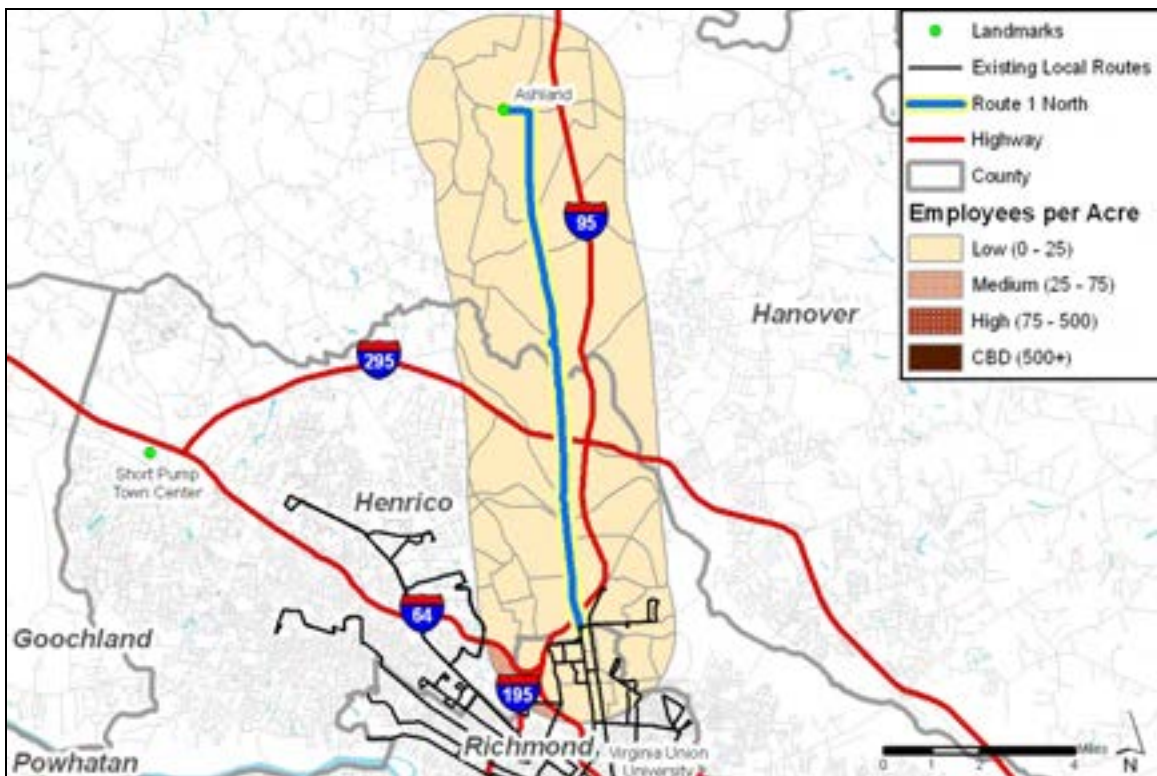 Landmarks
Existing Local Routes
Route 1 North
Highway
County
Employees per Acre
Low (0 - 25)
Medium (25 - 75)
High (75 - 500)
CBD (500+)
Ashland
95
Hanover
295
Short Pump
Town Center
Henrico
64
Goochland
195
Richmond
Virginia Union
University
Powhatan
0 1 2 4
Miles
N